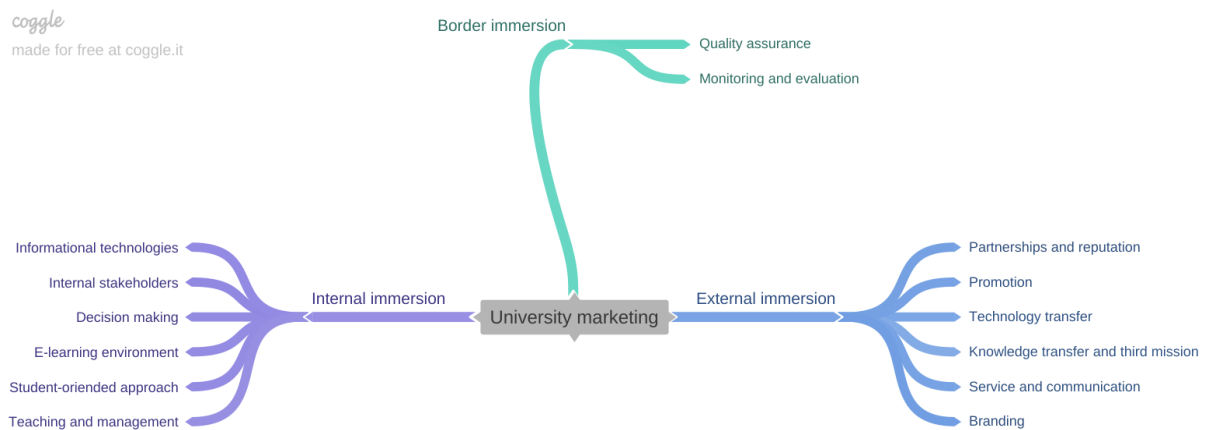 coggle
made for free at coggle.it
Border immersion
Quality assurance
Monitoring and evaluation
Informational technologies
Internal stakeholders
Decision making
E-learning environment
Student-oriended approach
Teaching and management
Internal immersion
University marketing
External immersion
Partnerships and reputation
Promotion
Technology transfer
Knowledge transfer and third mission
Service and communication
Branding